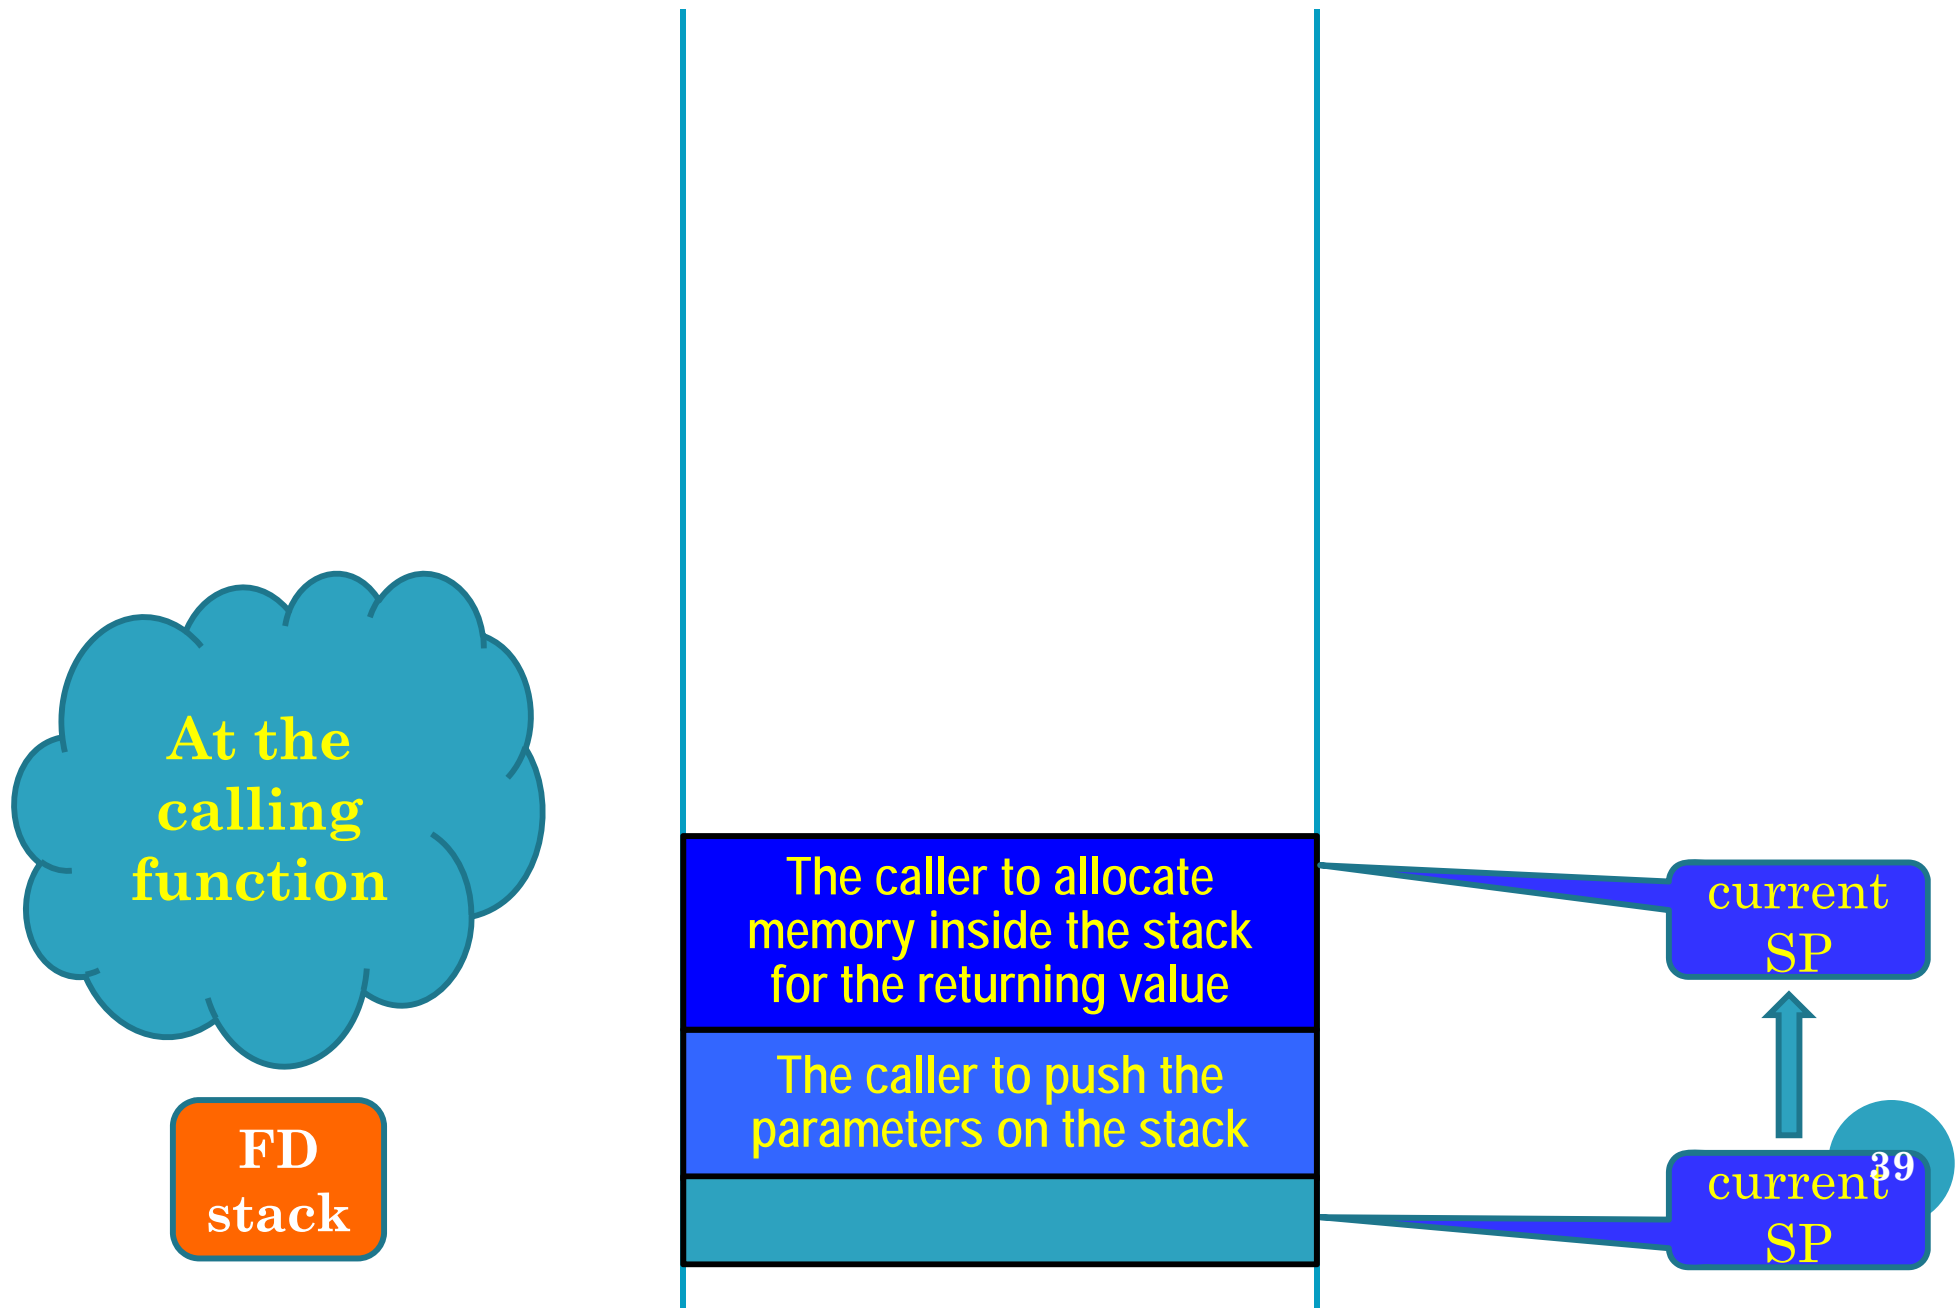 At the
calling
function
FD
stack
The caller to allocate
memory inside the stack
for the returning value
The caller to push the
parameters on the stack
current
SP
current
SP
39